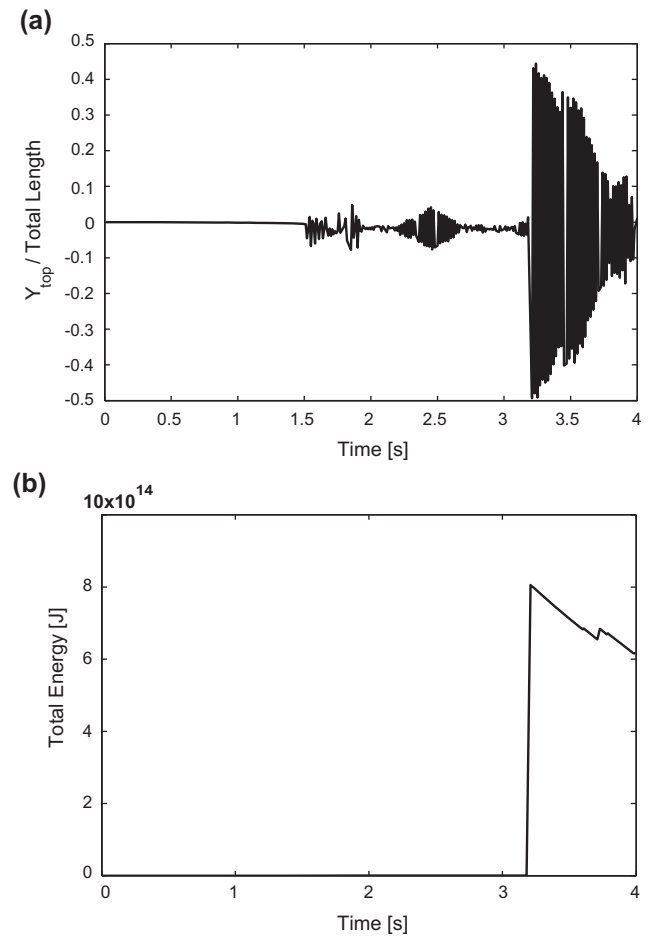 (a)
0.5
0.4
0.3
0.2
0.1
0
-0.1
-0.2
-0.3
-0.4
-0.5
Y_top / Total Length
0 0.5 1 1.5 2 2.5 3 3.5 4
Time [s]
(b)
10x10^14
8
6
4
2
0
Total Energy [J]
0 1 2 3 4
Time [s]